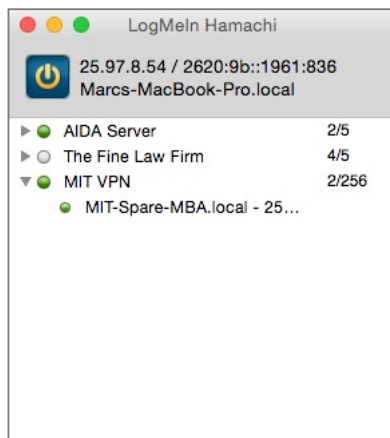 LogMeIn Hamachi
25.97.8.54 / 2620:9b::1961:836
Marcs-MacBook-Pro.local
AIDA Server 2/5
The Fine Law Firm 4/5
MIT VPN 2/256
MIT-Spare-MBA.local - 25...